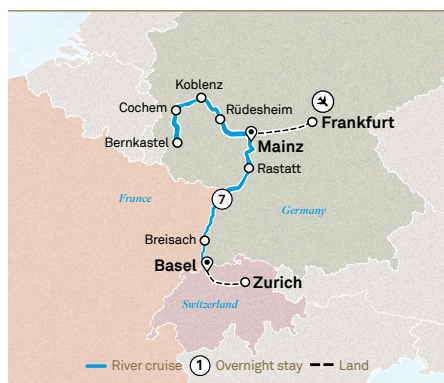 Koblenz
Cochem
Rüdesheim
Frankfurt
Bernkastel
Mainz
Rastatt
France
7
Germany
Breisach
Basel
Zurich
Switzerland
River cruise 1 Overnight stay Land